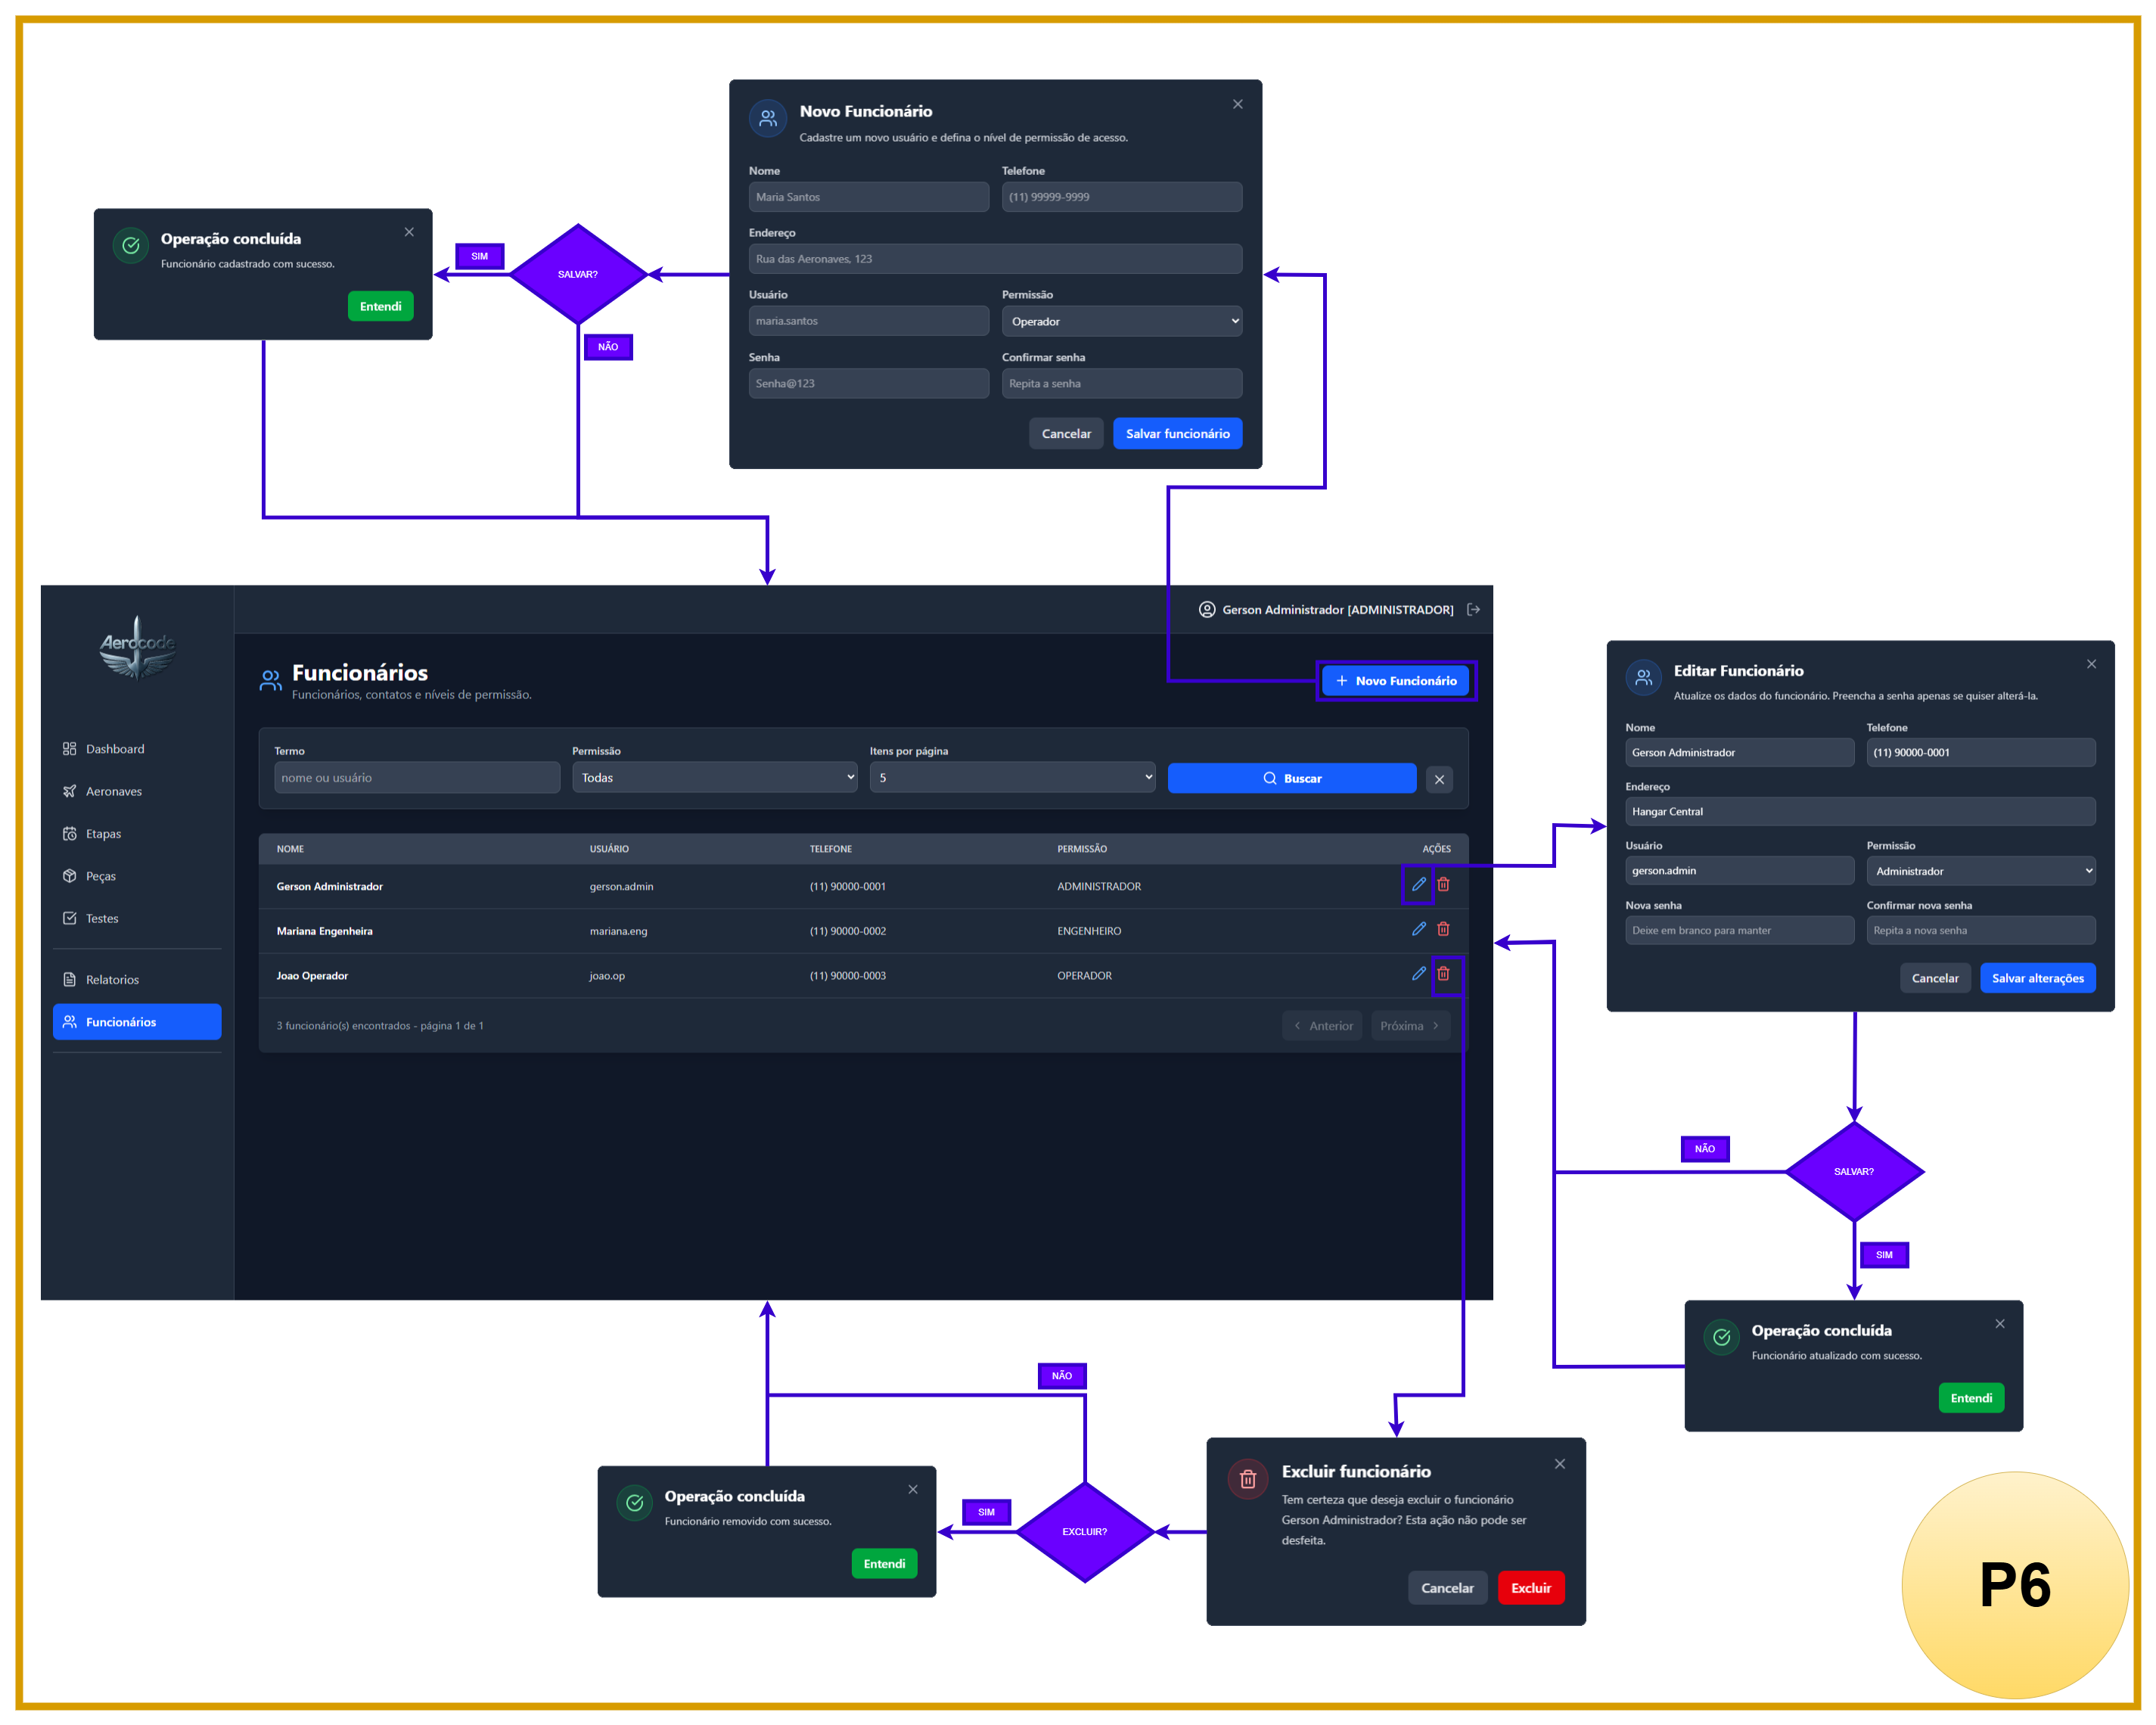 Novo Funcionário
Cadastre um novo usuário e defina o nível de permissão de acesso.
Nome
Telefone
Maria Santos
(11) 99999-9999
Endereço
Rua das Aeronaves, 123
Usuário
Permissão
maria.santos
Operador
Senha
Confirmar senha
Senha@123
Repita a senha
Cancelar
Salvar funcionário
SALVAR?
SIM
NÃO
Operação concluída
Funcionário cadastrado com sucesso.
Entendi
Aerocode
Gerson Administrador [ADMINISTRADOR]
Dashboard
Aeronaves
Etapas
Peças
Testes
Relatorios
Funcionários
Funcionários
Funcionários, contatos e níveis de permissão.
+ Novo Funcionário
Termo
Permissão
Itens por página
nome ou usuário
Todas
5
Buscar
NOME USUÁRIO TELEFONE PERMISSÃO AÇÕES
Gerson Administrador gerson.admin (11) 90000-0001 ADMINISTRADOR
Mariana Engenheira mariana.eng (11) 90000-0002 ENGENHEIRO
Joao Operador joao.op (11) 90000-0003 OPERADOR
3 funcionário(s) encontrados - página 1 de 1
Anterior
Próxima
Editar Funcionário
Atualize os dados do funcionário. Preencha a senha apenas se quiser alterá-la.
Nome
Telefone
Gerson Administrador
(11) 90000-0001
Endereço
Hangar Central
Usuário
Permissão
gerson.admin
Administrador
Nova senha
Confirmar nova senha
Deixe em branco para manter
Repita a nova senha
Cancelar
Salvar alterações
SALVAR?
NÃO
SIM
Operação concluída
Funcionário atualizado com sucesso.
Entendi
Excluir funcionário
Tem certeza que deseja excluir o funcionário
Gerson Administrador? Esta ação não pode ser
desfeita.
Cancelar
Excluir
EXCLUIR?
NÃO
SIM
Operação concluída
Funcionário removido com sucesso.
Entendi
P6